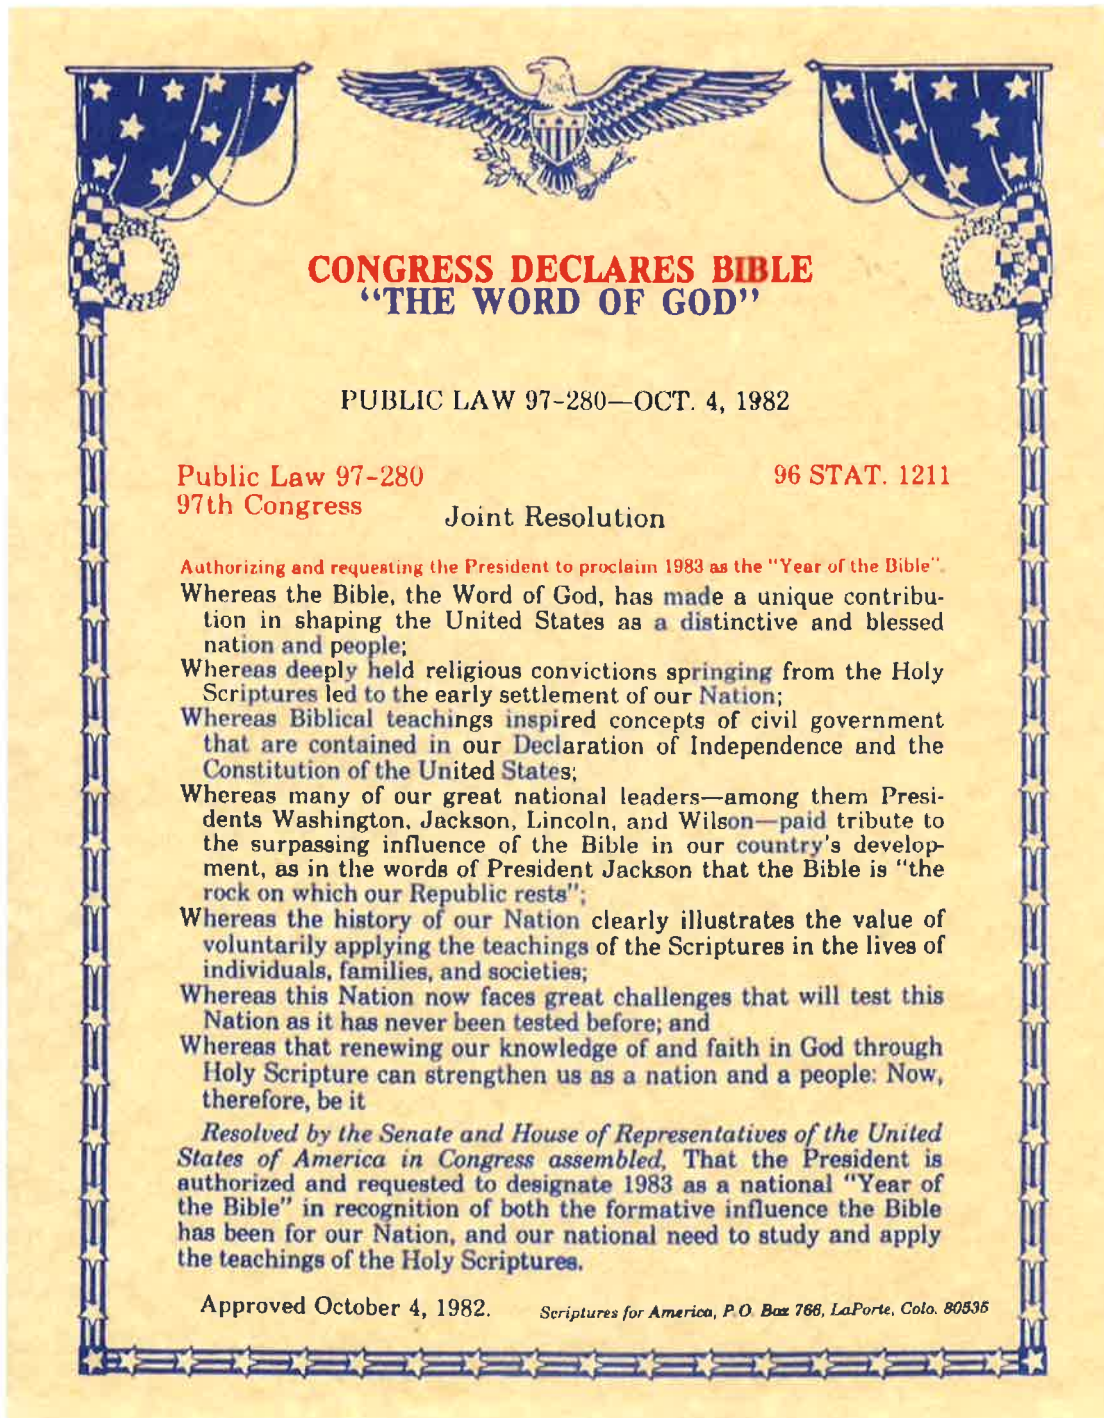 CONGRESS DECLARES BIBLE
“THE WORD OF GOD”
PUBLIC LAW 97-280—OCT. 4, 1982
Public Law 97-280
96 STAT. 1211
97th Congress
Joint Resolution
Authorizing and requesting the President to proclaim 1983 as the "Year of the Bible".
Whereas the Bible, the Word of God, has made a unique contribu-
tion in shaping the United States as a distinctive and blessed
nation and people;
Whereas deeply held religious convictions springing from the Holy
Scriptures led to the early settlement of our Nation;
Whereas Biblical teachings inspired concepts of civil government
that are contained in our Declaration of Independence and the
Constitution of the United States;
Whereas many of our great national leaders—among them Presi-
dents Washington, Jackson, Lincoln, and Wilson—paid tribute to
the surpassing influence of the Bible in our country's develop-
ment, as in the words of President Jackson that the Bible is "the
rock on which our Republic rests";
Whereas the history of our Nation clearly illustrates the value of
voluntarily applying the teachings of the Scriptures in the lives of
individuals, families, and societies;
Whereas this Nation now faces great challenges that will test this
Nation as it has never been tested before; and
Whereas that renewing our knowledge of and faith in God through
Holy Scripture can strengthen us as a nation and a people: Now,
therefore, be it
Resolved by the Senate and House of Representatives of the United
States of America in Congress assembled, That the President is
authorized and requested to designate 1983 as a national "Year of
the Bible" in recognition of both the formative influence the Bible
has been for our Nation, and our national need to study and apply
the teachings of the Holy Scriptures.
Approved October 4, 1982.
Scriptures for America, P.O. Box 766, LaPorte, Colo. 80535